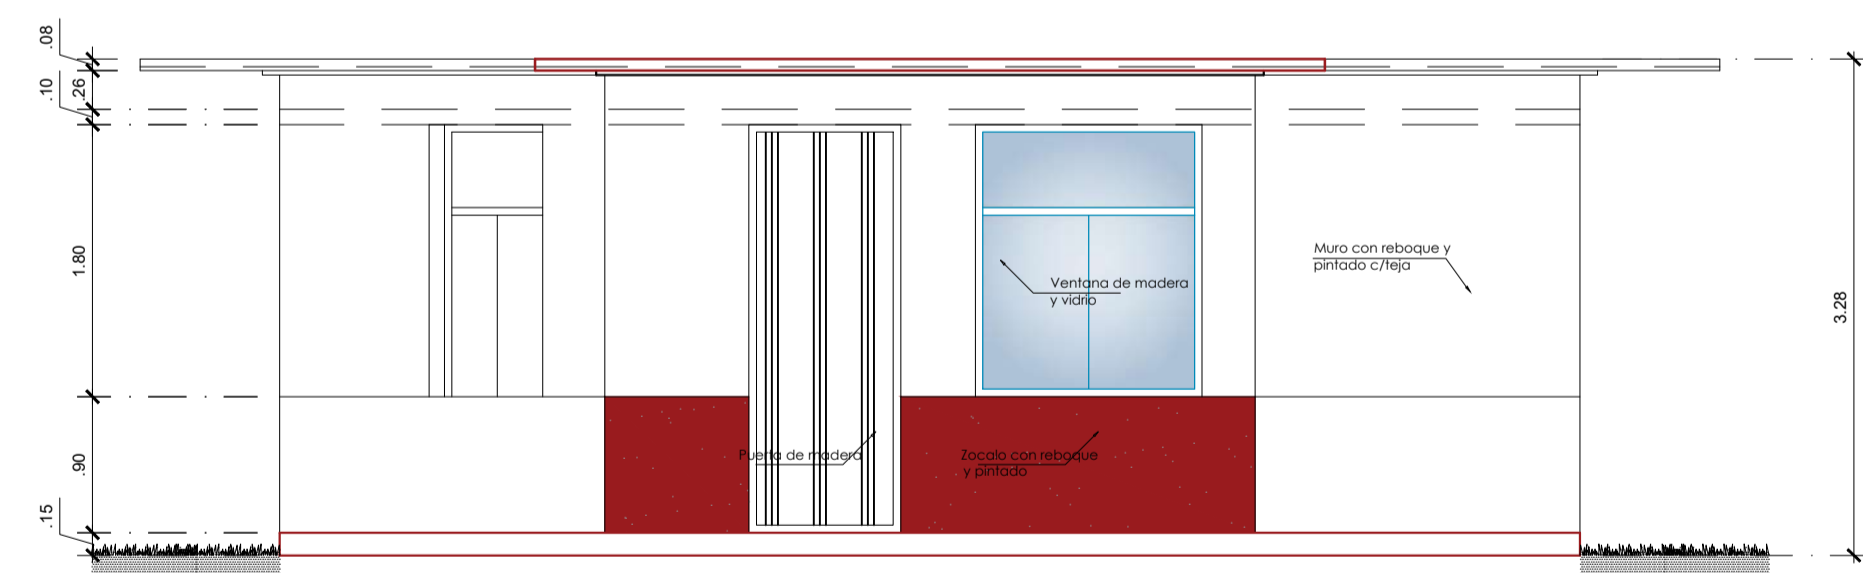 .08
.10
.26
1.80
.90
.15
Muro con reboque y
pintado c/teja
Ventana de madera
y vidrio
Puerta de madera
Zocalo con reboque
y pintado
3.28